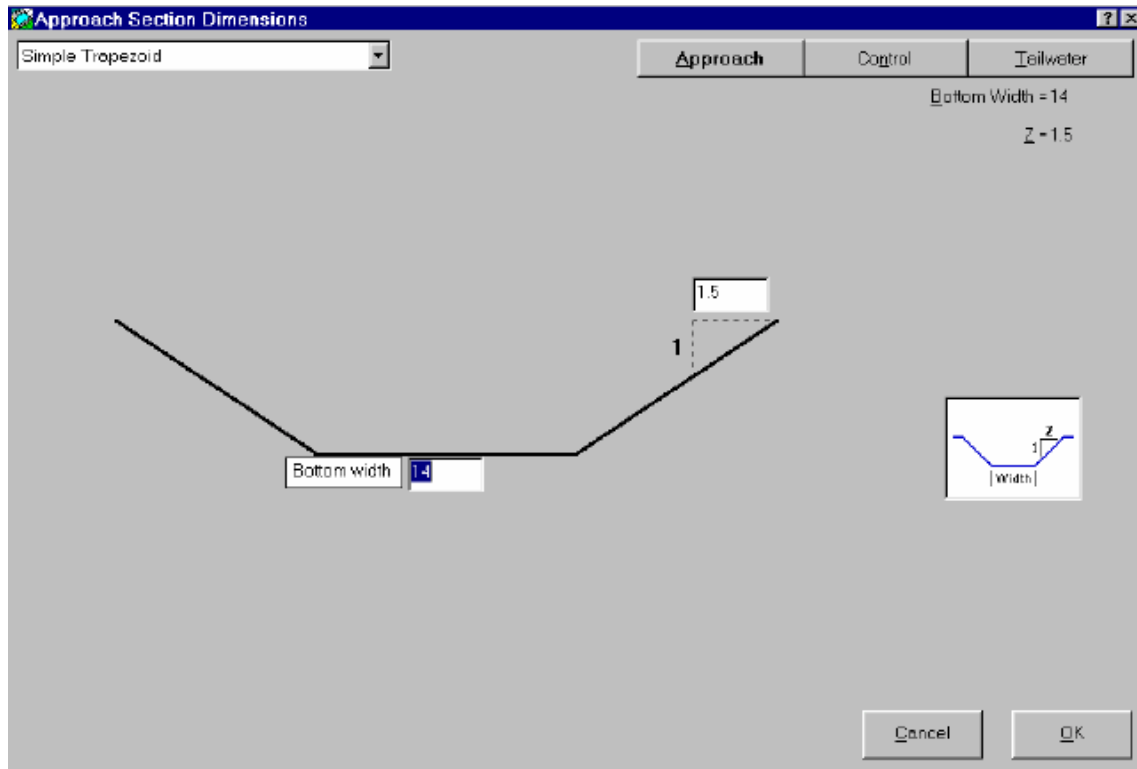 Approach Section Dimensions
Simple Trapezoid
Approach Control Tailwater
Bottom Width = 14
Z = 1.5
1.5
1
Bottom width 14
Z
1
Width
Cancel OK